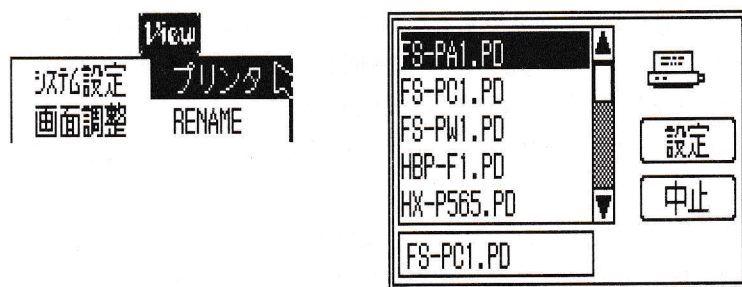 View
システム設定 プリンタ
画面調整 RENAME
FS-PA1.PD
FS-PC1.PD
FS-PW1.PD
HBP-F1.PD
HX-P565.PD
FS-PC1.PD
設定
中止